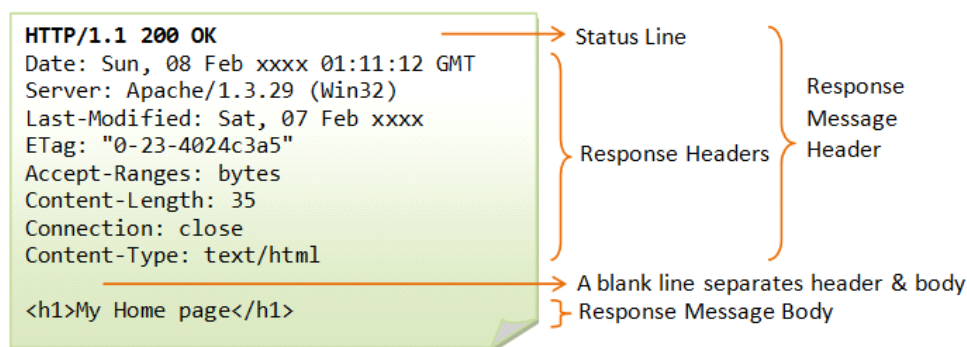 HTTP/1.1 200 OK
Date: Sun, 08 Feb xxxx 01:11:12 GMT
Server: Apache/1.3.29 (Win32)
Last-Modified: Sat, 07 Feb xxxx
ETag: "0-23-4024c3a5"
Accept-Ranges: bytes
Content-Length: 35
Connection: close
Content-Type: text/html
<h1>My Home page</h1>
Status Line
Response Headers
Response
Message
Header
A blank line separates header & body
Response Message Body